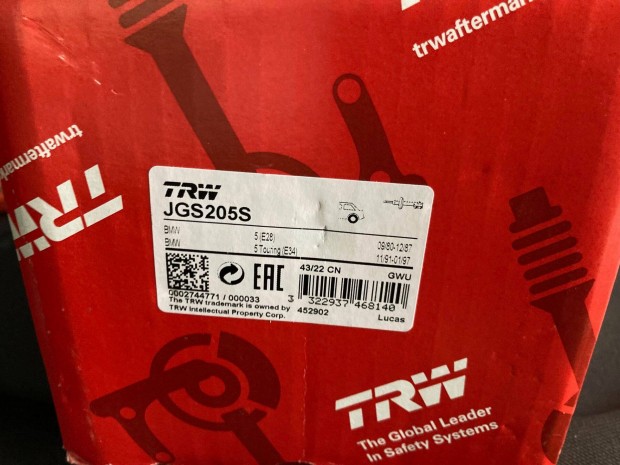 trwafterm
trwaftermark
TRW
TRW
JGS205S
BMW 5 (E28) 09/80-12/87
BMW 5 Touring (E34) 11/91-01/97
43/22 CN GWU
EAC
0002744771 / 000033
The TRW trademark is owned by
TRW Intellectual Property Corp.
3 322937 468140
452902 Lucas
TRW
The Global Leader
In Safety Systems